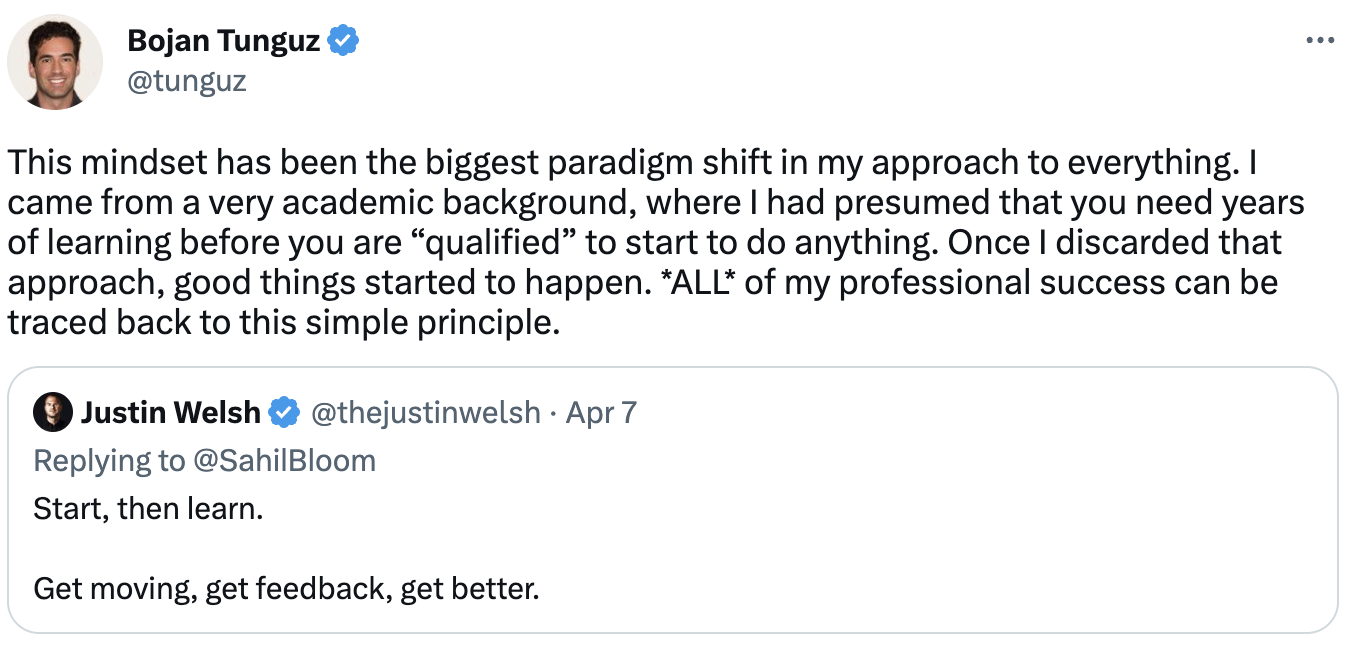 Bojan Tunguz
@tunguz
This mindset has been the biggest paradigm shift in my approach to everything. I
came from a very academic background, where I had presumed that you need years
of learning before you are “qualified” to start to do anything. Once I discarded that
approach, good things started to happen. *ALL* of my professional success can be
traced back to this simple principle.
Justin Welsh @thejustinwelsh · Apr 7
Replying to @SahilBloom
Start, then learn.
Get moving, get feedback, get better.